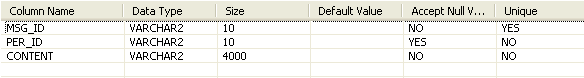 Column Name Data Type Size Default Value Accept Null V... Unique
MSG_ID VARCHAR2 10 NO YES
PER_ID VARCHAR2 10 YES NO
CONTENT VARCHAR2 4000 NO NO